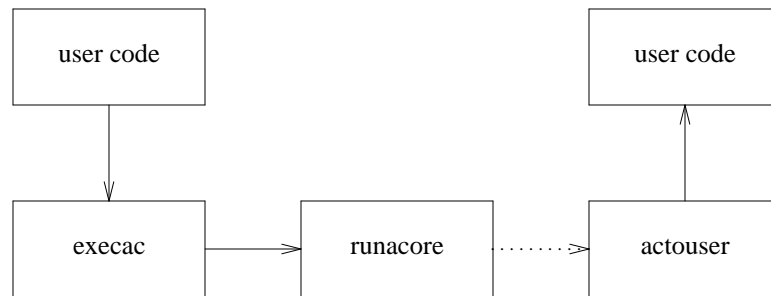 user code
user code
execac
runacore
actouser